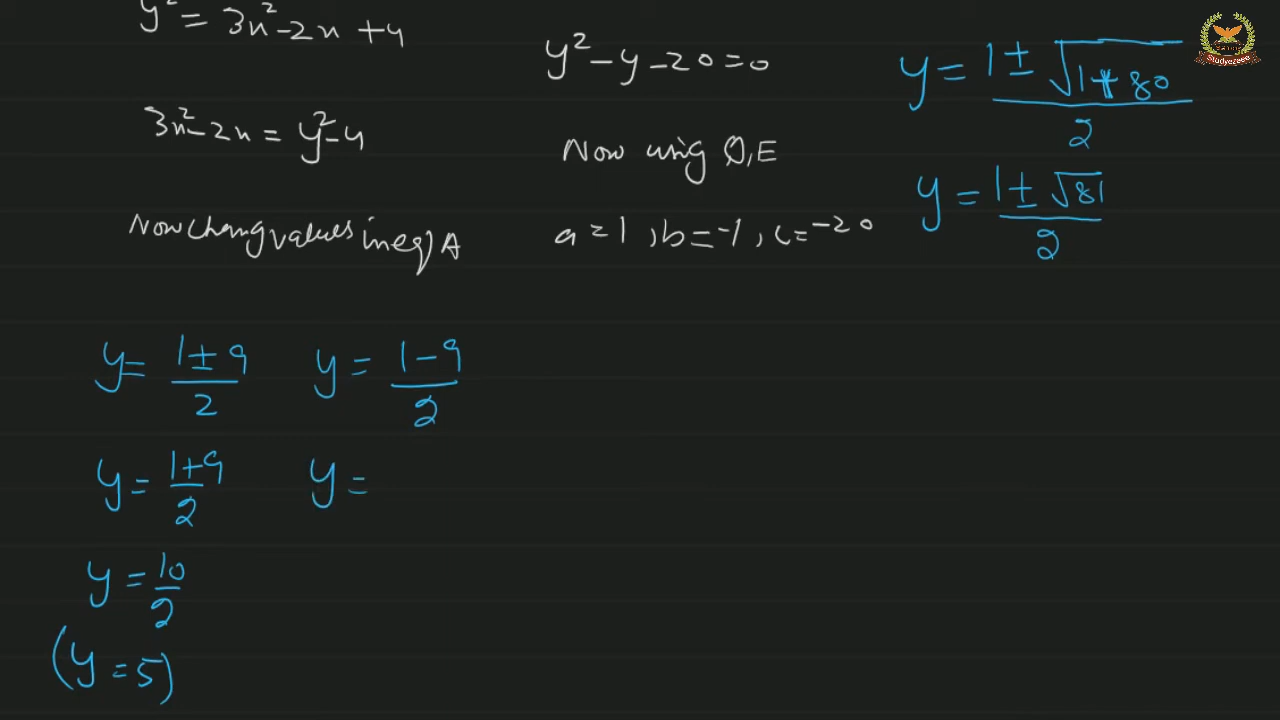 y² = 3x² - 2x + 4
3x² - 2x = y² - 4
Now change values in eq A
y² - y - 20 = 0
Now using Q.E
a = 1, b = -1, c = -20
y = (1 ± √(1 + 80)) / 2
y = (1 ± √81) / 2
y = (1 ± 9) / 2
y = (1 + 9) / 2
y = 10 / 2
(y = 5)
y = (1 - 9) / 2
y =
Studyezeee